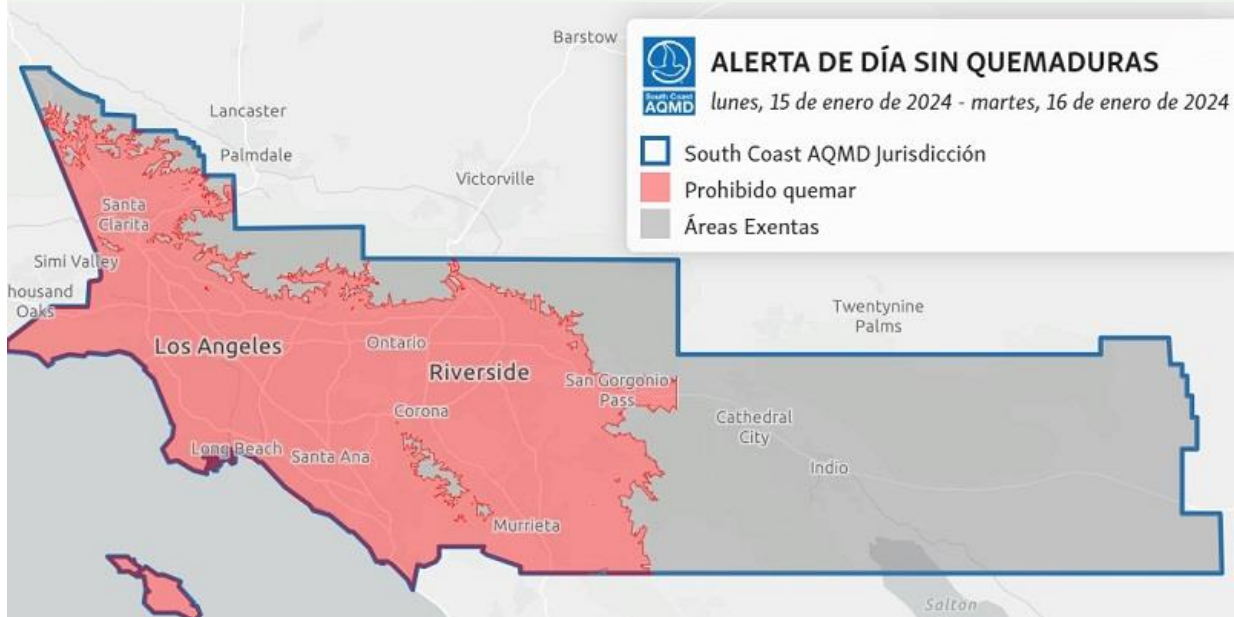 Barstow
Lancaster
Palmdale
Victorville
Santa
Clarita
Simi Valley
housand
Oaks
Los Angeles
Ontario
Riverside
San Gorgonio
Pass
Corona
Long Beach
Santa Ana
Murrieta
Cathedral
City
Indio
Twentynine
Palms
Salton
South Coast
AQMD
ALERTA DE DÍA SIN QUEMADURAS
lunes, 15 de enero de 2024 - martes, 16 de enero de 2024
South Coast AQMD Jurisdicción
Prohibido quemar
Áreas Exentas